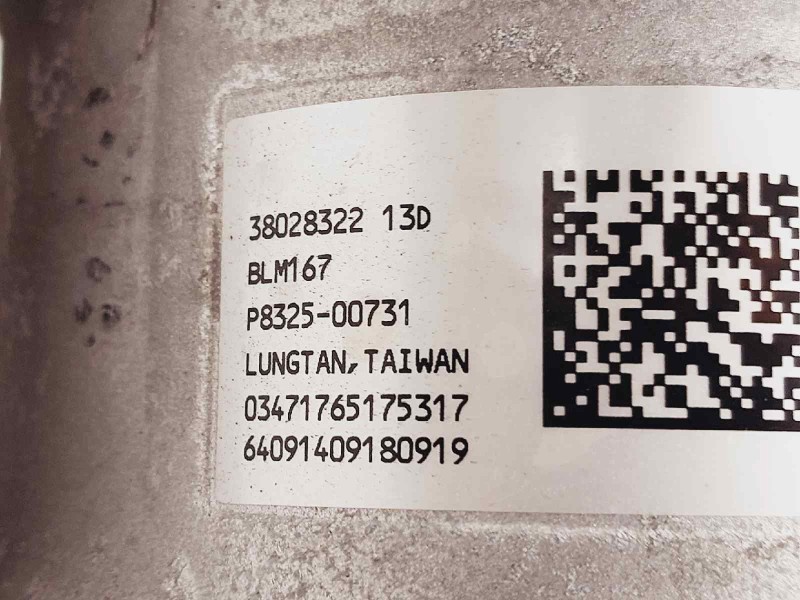 38028322 13D
BLM167
P8325-00731
LUNGTAN,TAIWAN
03471765175317
64091409180919